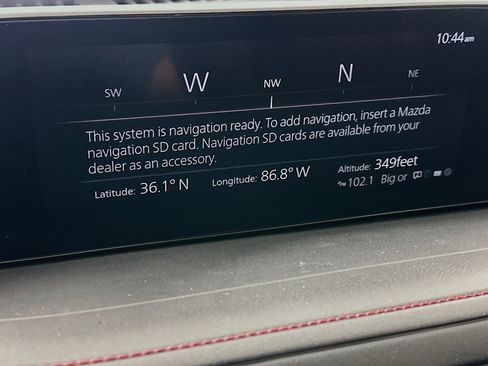 10:44am
SW W NW N NE
This system is navigation ready. To add navigation, insert a Mazda
navigation SD card. Navigation SD cards are available from your
dealer as an accessory.
Latitude: 36.1° N Longitude: 86.8° W Altitude: 349feet
FM 102.1 Big or